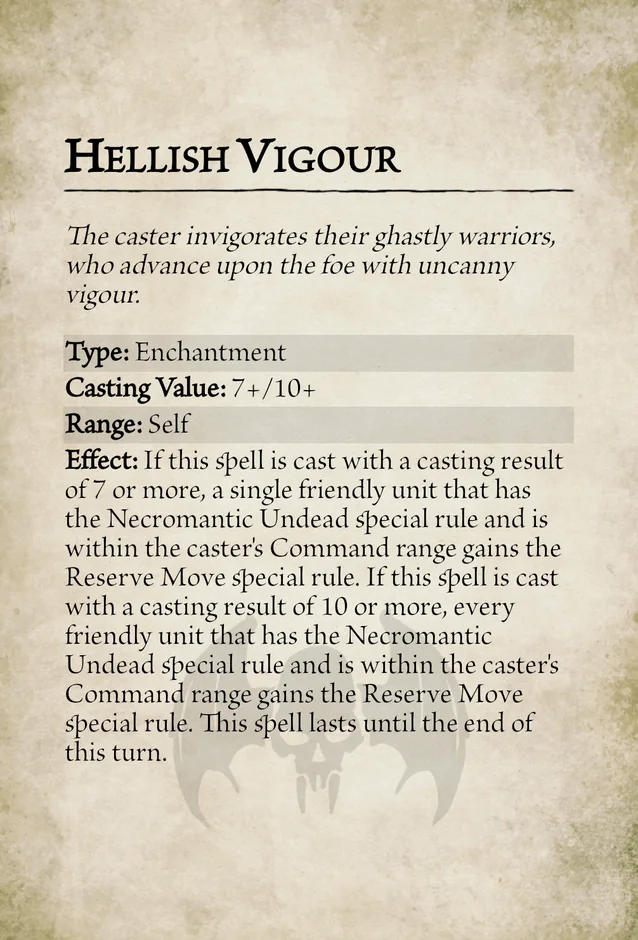 Hellish Vigour
The caster invigorates their ghastly warriors,
who advance upon the foe with uncanny
vigour.
Type: Enchantment
Casting Value: 7+/10+
Range: Self
Effect: If this spell is cast with a casting result
of 7 or more, a single friendly unit that has
the Necromantic Undead special rule and is
within the caster's Command range gains the
Reserve Move special rule. If this spell is cast
with a casting result of 10 or more, every
friendly unit that has the Necromantic
Undead special rule and is within the caster's
Command range gains the Reserve Move
special rule. This spell lasts until the end of
this turn.